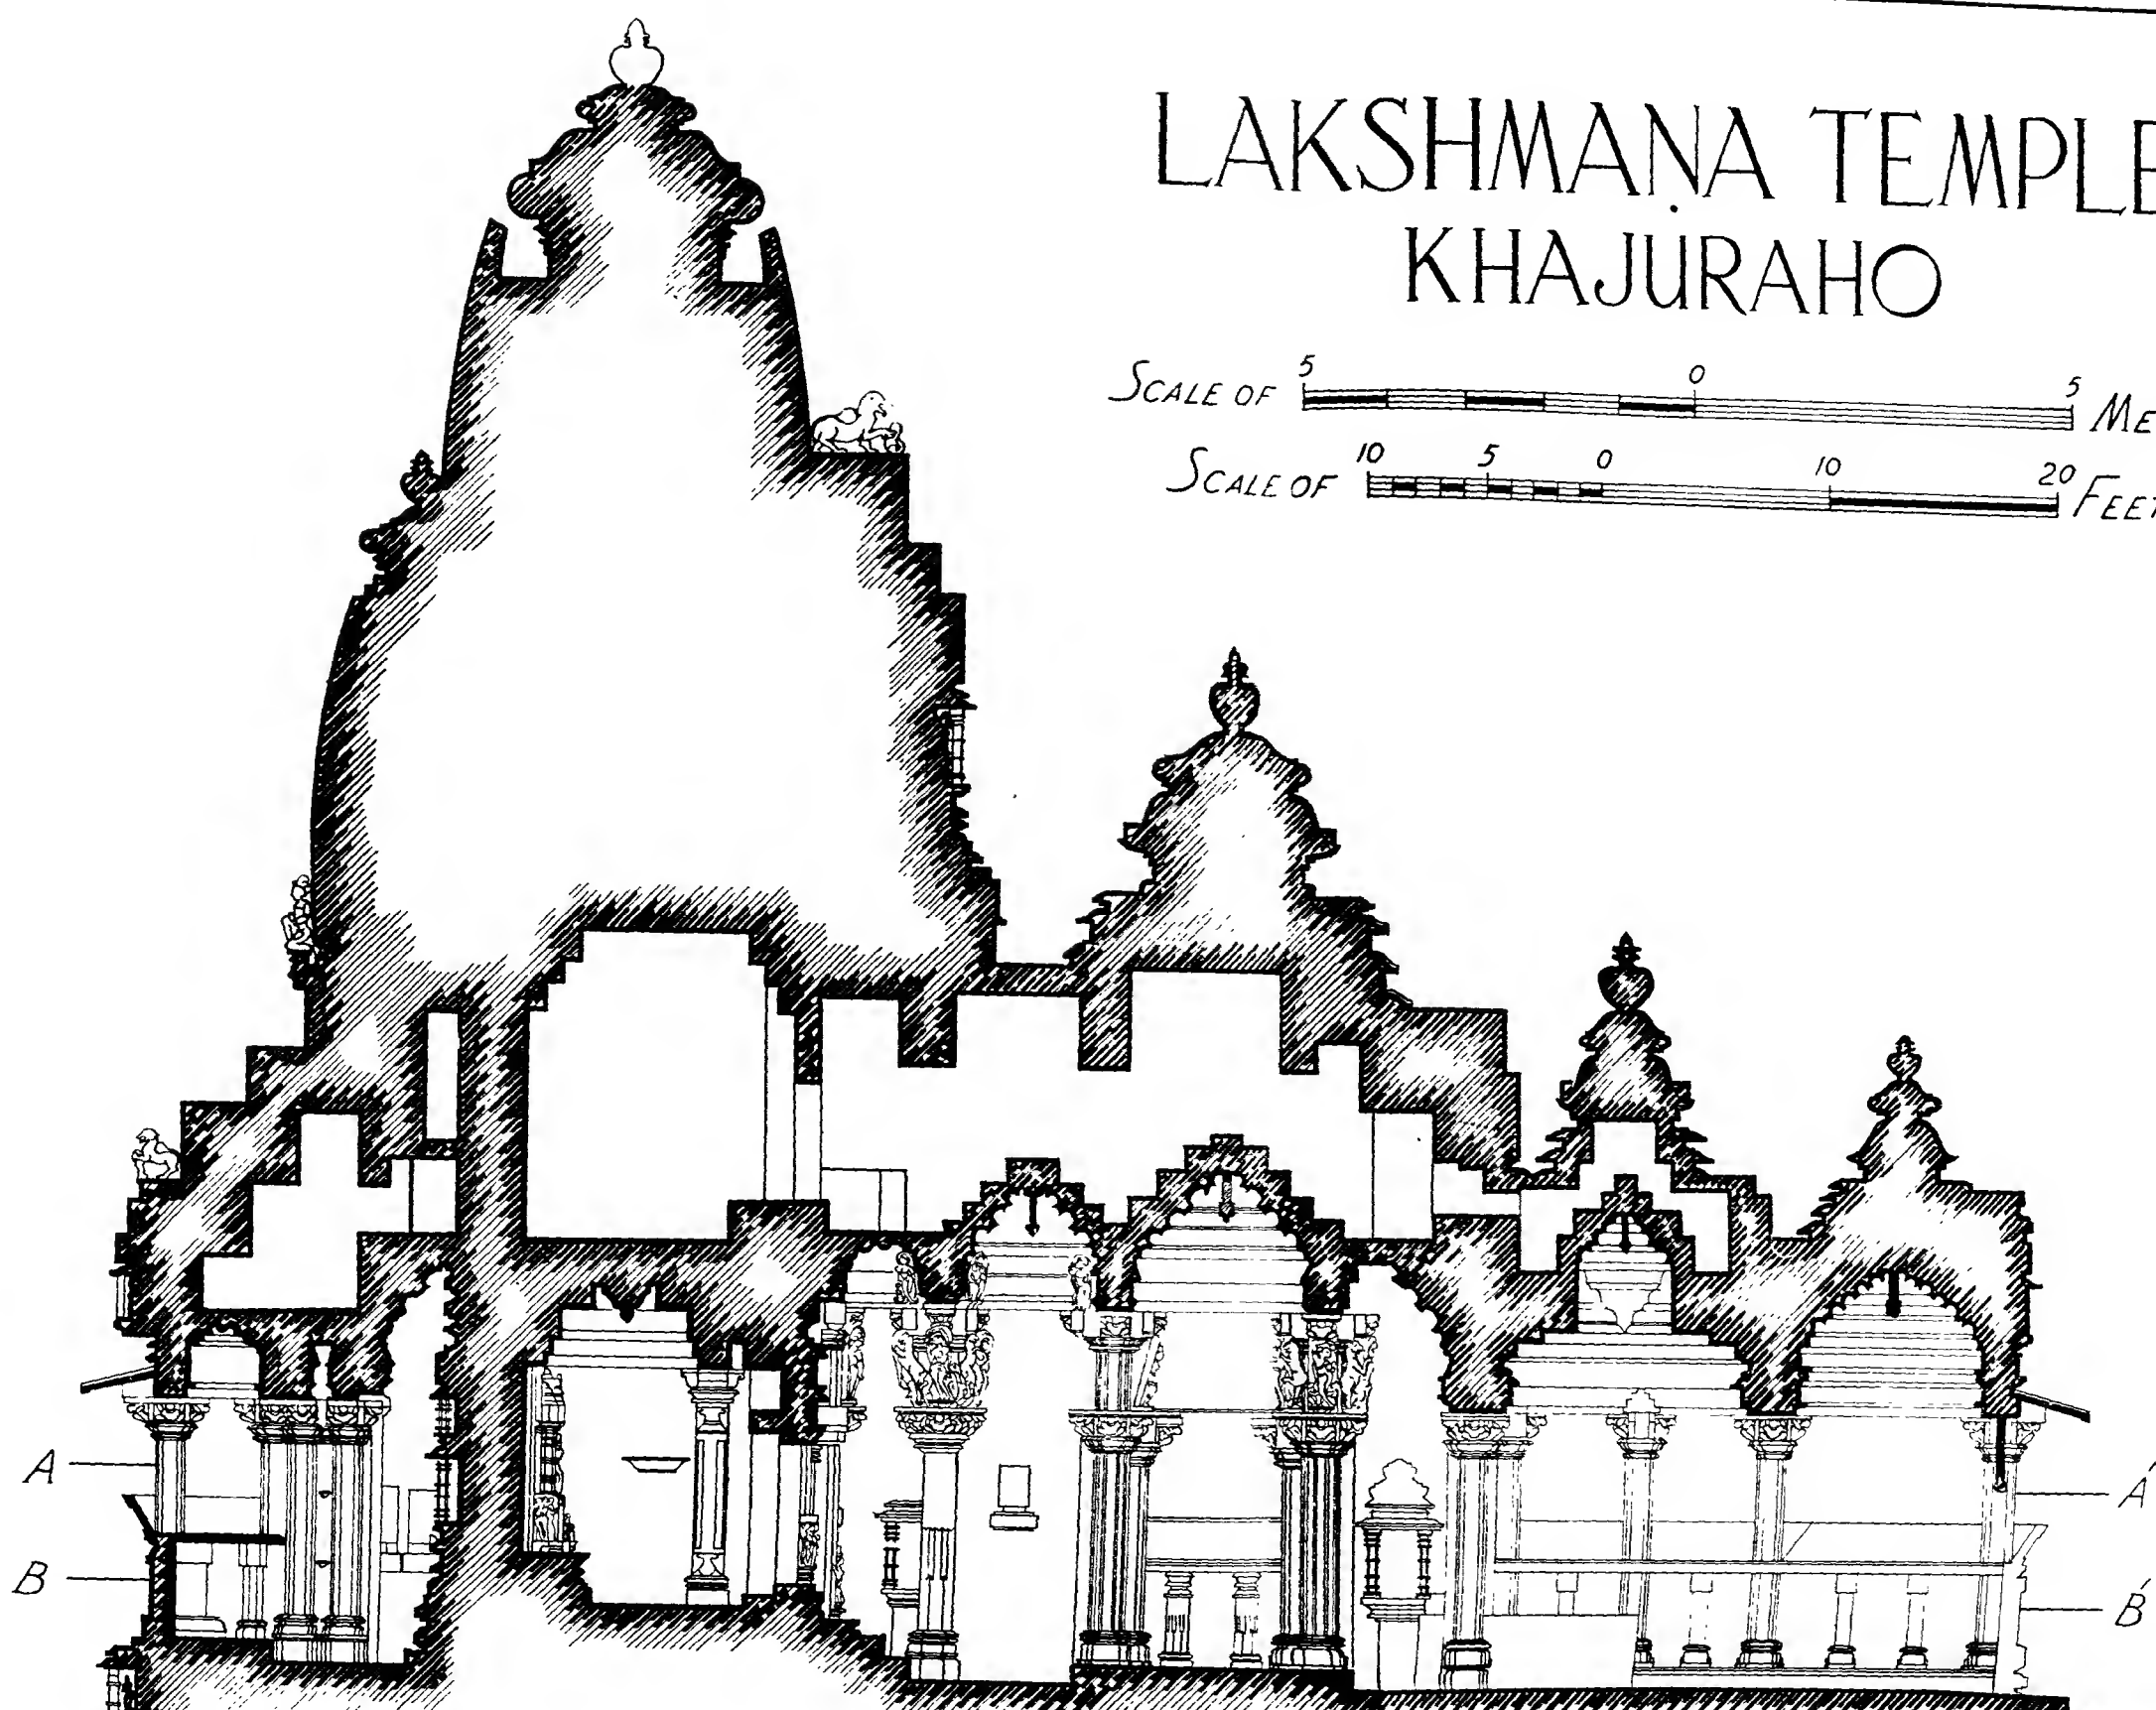 LAKSHMAṆA TEMPLE
KHAJURAHO
5 0 5
SCALE OF ME
10 5 0 10 20
SCALE OF FEET
A A'
B B'